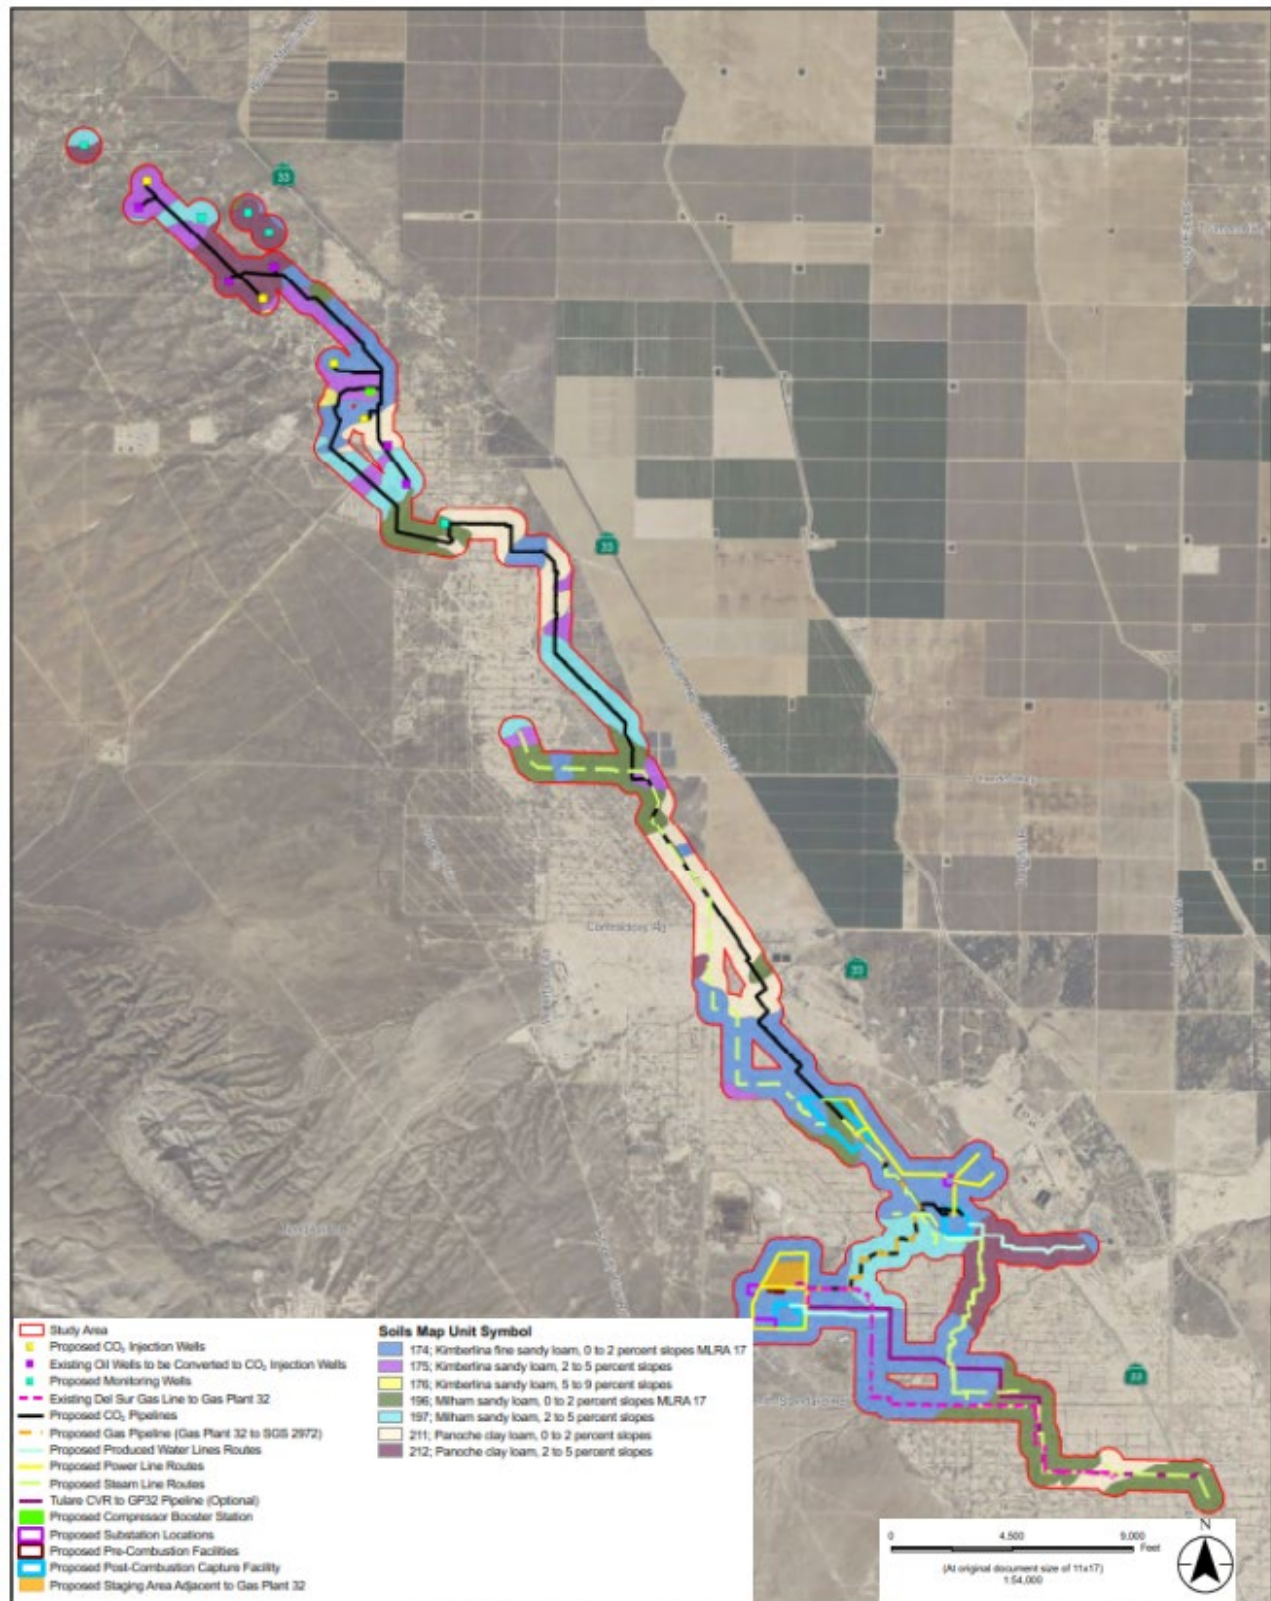 33
33
Contractors Rd
33
33
Study Area
Proposed CO₂ Injection Wells
Existing Oil Wells to be Converted to CO₂ Injection Wells
Proposed Monitoring Wells
Existing Del Sur Gas Line to Gas Plant 32
Proposed CO₂ Pipelines
Proposed Gas Pipeline (Gas Plant 32 to SGS 2972)
Proposed Produced Water Lines Routes
Proposed Power Line Routes
Proposed Steam Line Routes
Tulare CVR to GP32 Pipeline (Optional)
Proposed Compressor Booster Station
Proposed Substation Locations
Proposed Pre-Combustion Facilities
Proposed Post-Combustion Capture Facility
Proposed Staging Area Adjacent to Gas Plant 32
Soils Map Unit Symbol
174; Kimberlina fine sandy loam, 0 to 2 percent slopes MLRA 17
175; Kimberlina sandy loam, 2 to 5 percent slopes
176; Kimberlina sandy loam, 5 to 9 percent slopes
196; Milham sandy loam, 0 to 2 percent slopes MLRA 17
197; Milham sandy loam, 2 to 5 percent slopes
211; Panoche clay loam, 0 to 2 percent slopes
212; Panoche clay loam, 2 to 5 percent slopes
0 4,500 9,000
Feet
(At original document size of 11x17)
1:54,000
N